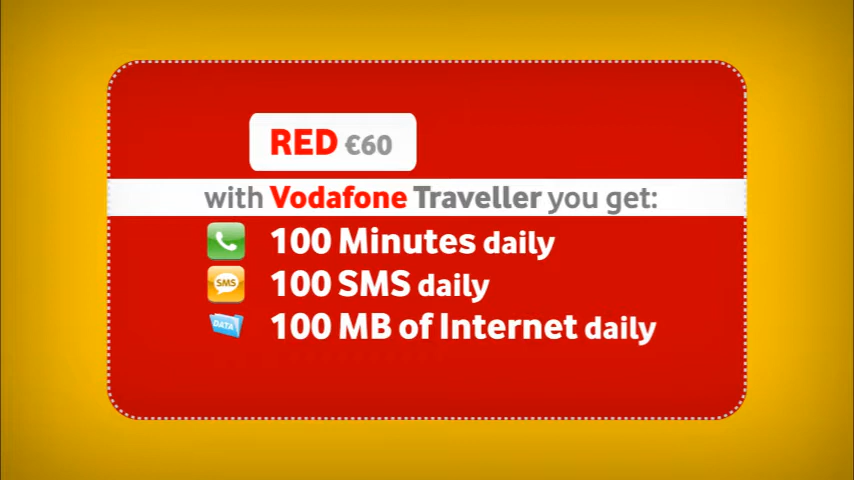 RED €60
with Vodafone Traveller you get:
100 Minutes daily
SMS 100 SMS daily
DATA 100 MB of Internet daily